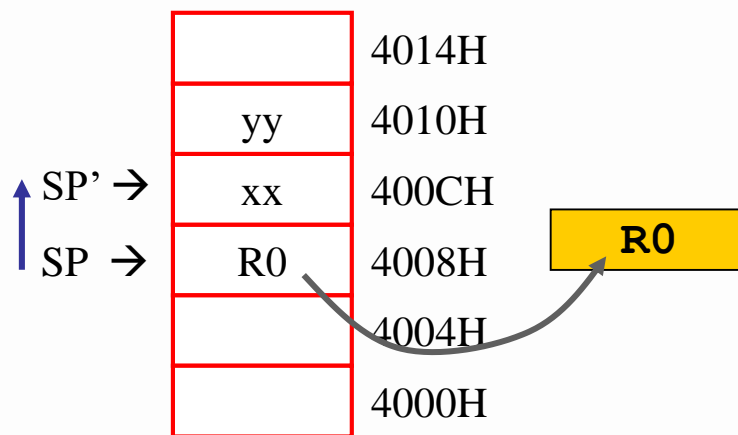 4014H
yy 4010H
SP’ → xx 400CH
SP → R0 4008H R0
4004H
4000H